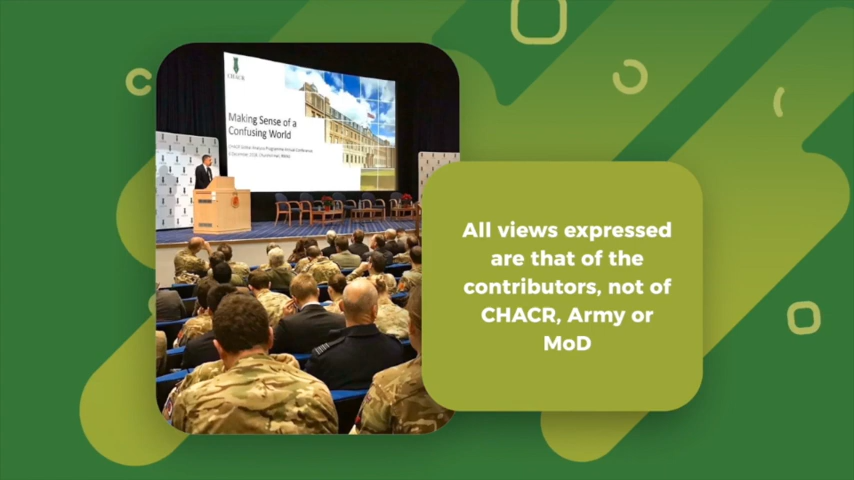 CHACR
Making Sense of a
Confusing World
All views expressed
are that of the
contributors, not of
CHACR, Army or
MoD